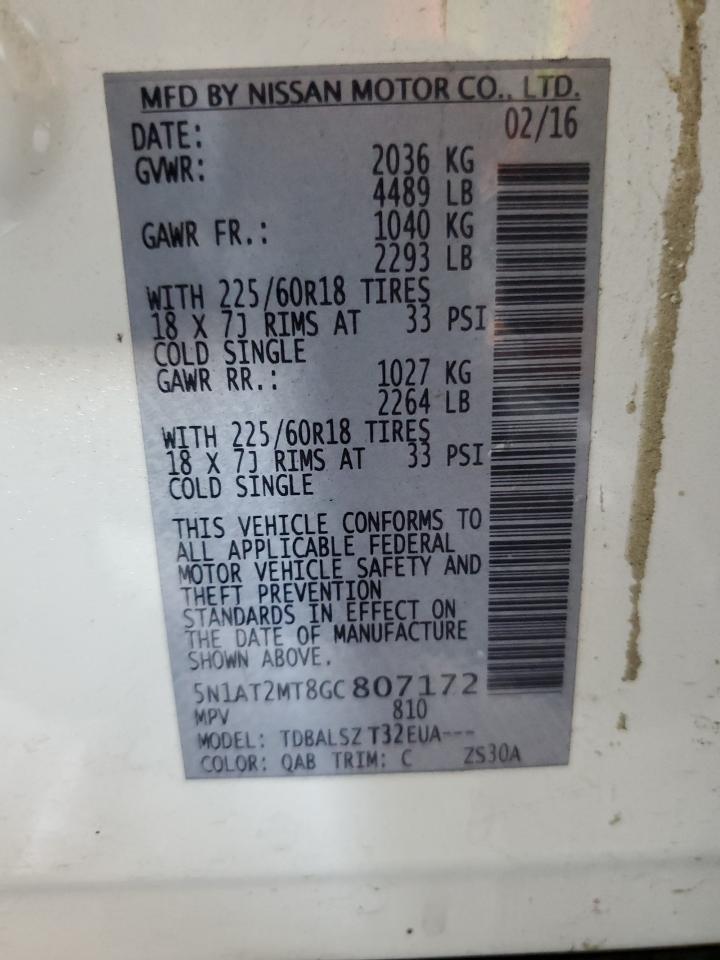 MFD BY NISSAN MOTOR CO., LTD.
DATE: 02/16
GVWR: 2036 KG
4489 LB
GAWR FR.: 1040 KG
2293 LB
WITH 225/60R18 TIRES
18 X 7J RIMS AT 33 PSI
COLD SINGLE
GAWR RR.: 1027 KG
2264 LB
WITH 225/60R18 TIRES
18 X 7J RIMS AT 33 PSI
COLD SINGLE
THIS VEHICLE CONFORMS TO
ALL APPLICABLE FEDERAL
MOTOR VEHICLE SAFETY AND
THEFT PREVENTION
STANDARDS IN EFFECT ON
THE DATE OF MANUFACTURE
SHOWN ABOVE.
5N1AT2MT8GC807172
MPV 810
MODEL: TDBALSZ T32EUA---
COLOR: QAB TRIM: C ZS30A